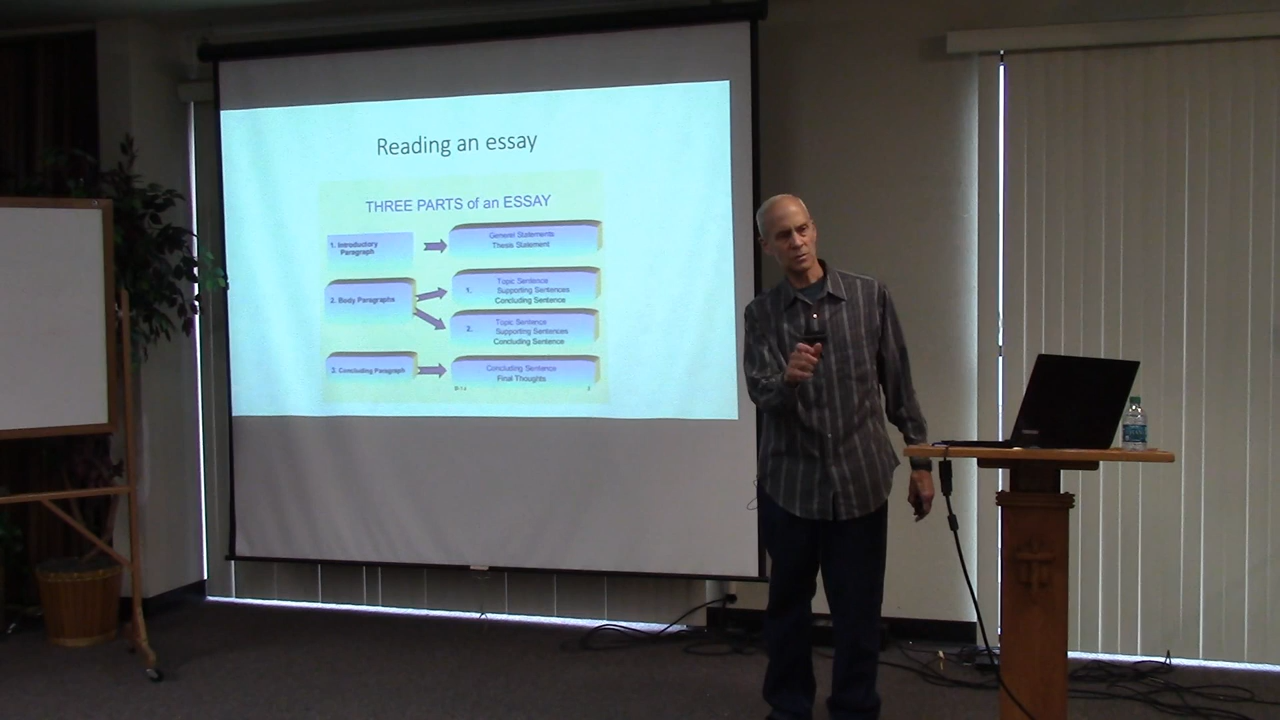 Reading an essay
THREE PARTS of an ESSAY
1. Introductory
Paragraph
General Statements
Thesis Statement
2. Body Paragraphs
1.
Topic Sentence
Supporting Sentences
Concluding Sentence
2.
Topic Sentence
Supporting Sentences
Concluding Sentence
3. Concluding Paragraph
Concluding Sentence
Final Thoughts